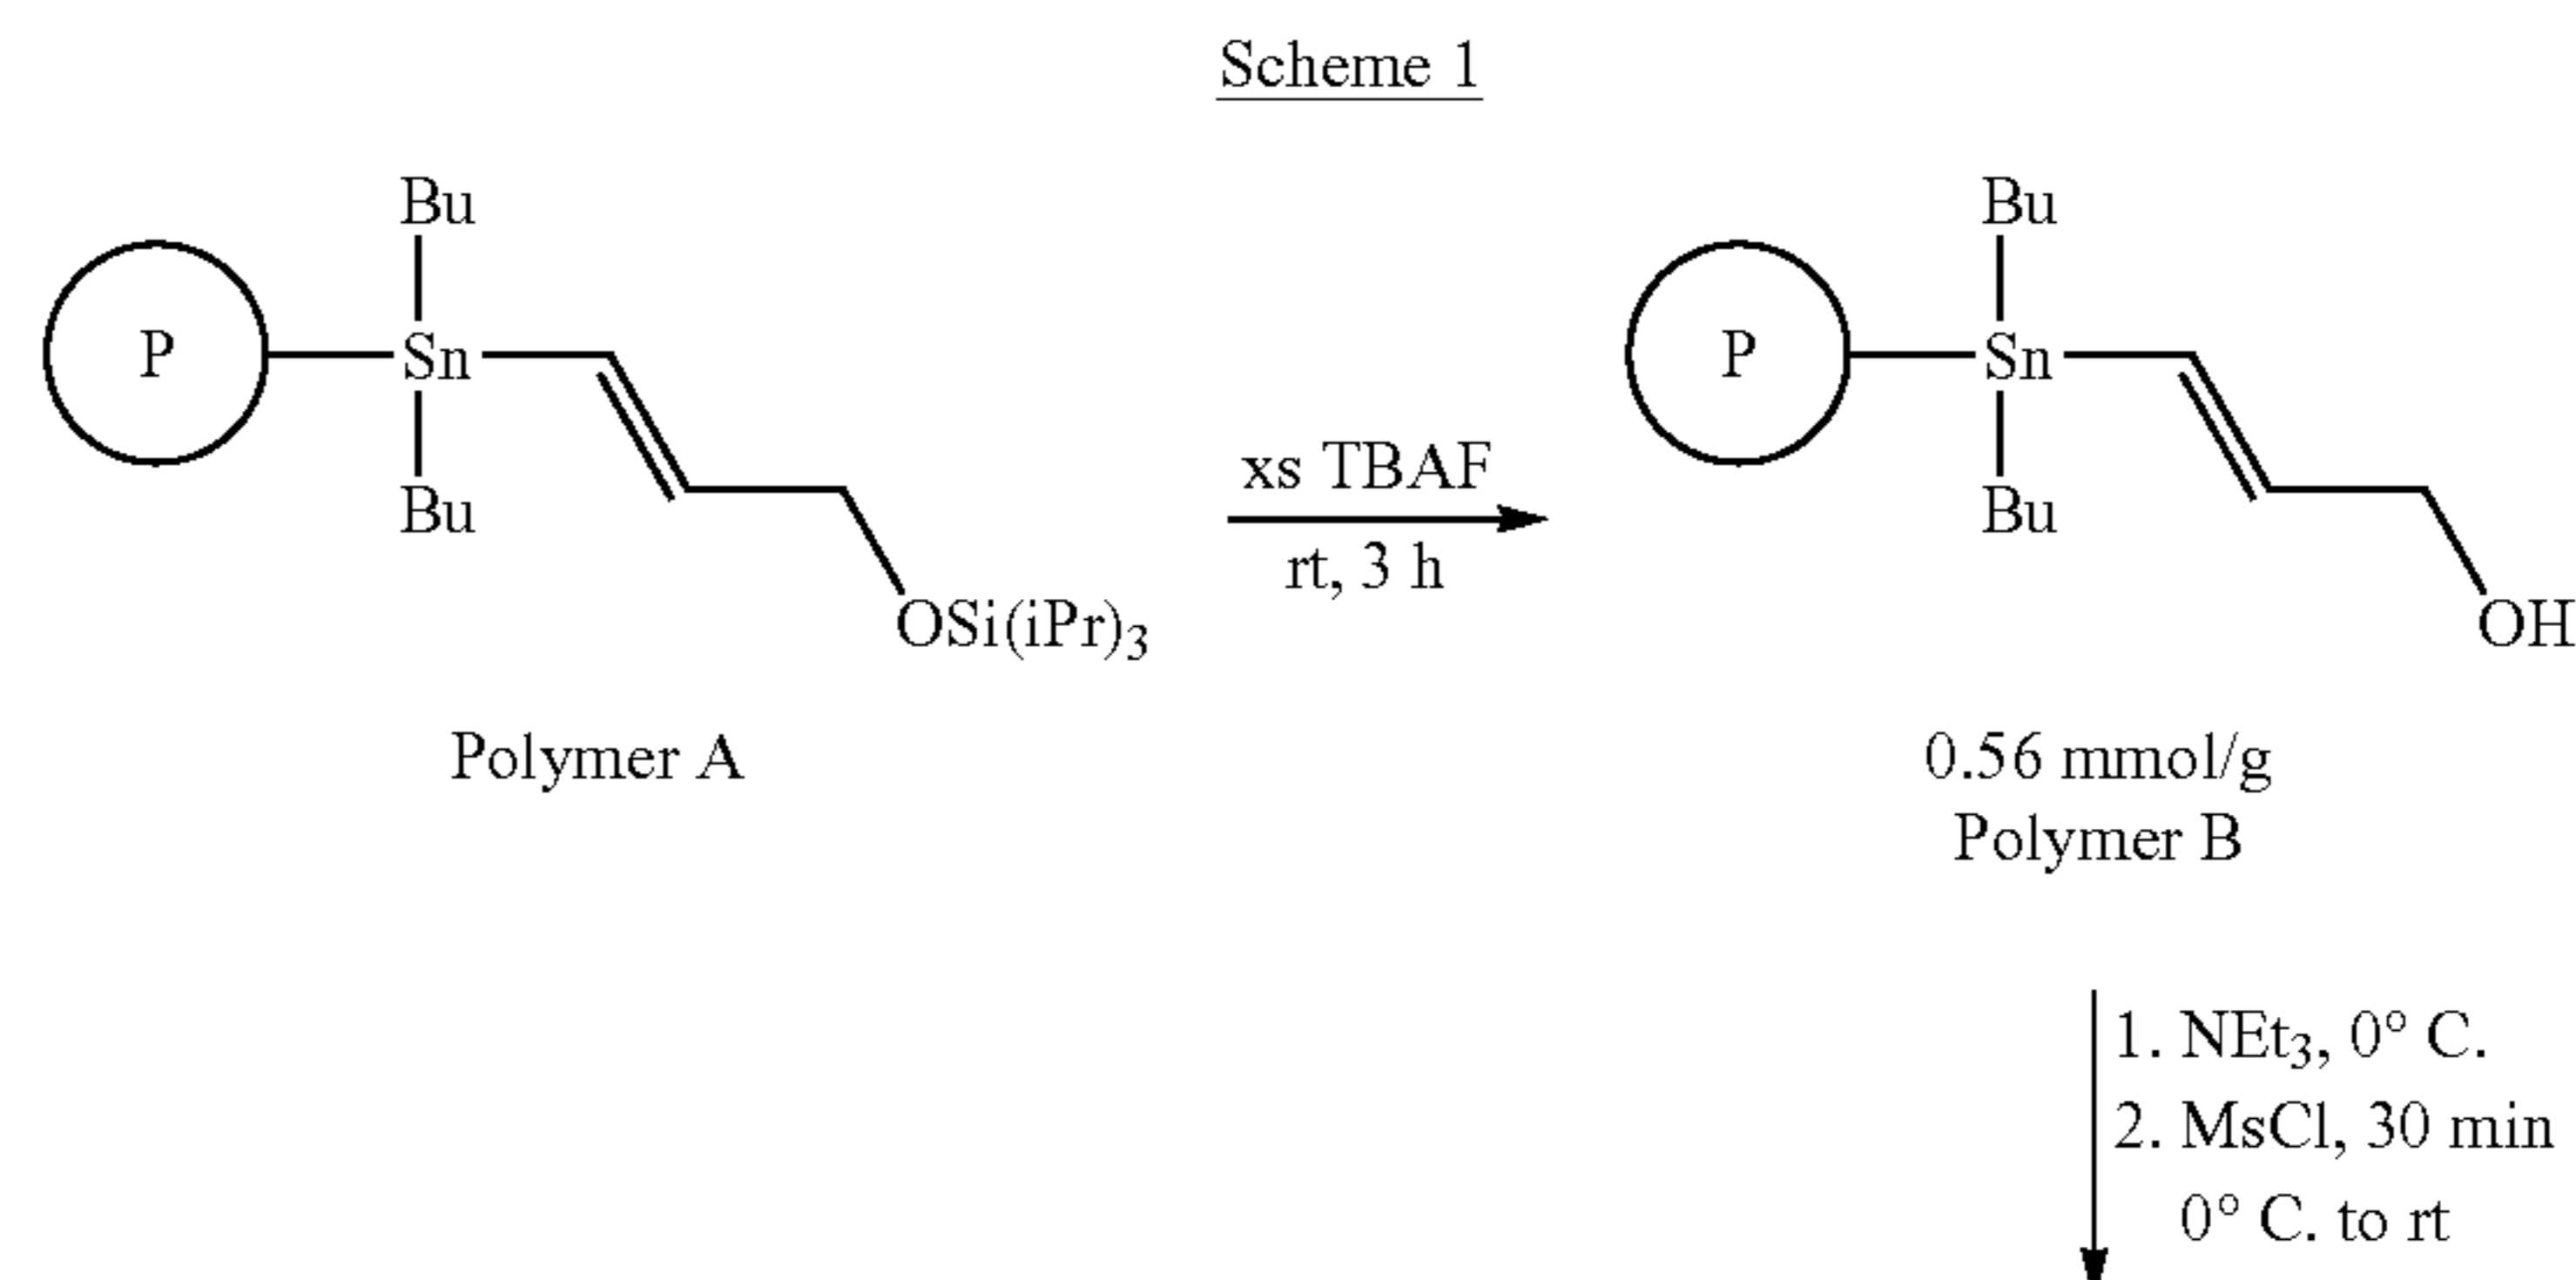 Scheme 1
Bu
P
Sn
Bu
OSi(iPr)3
Polymer A
xs TBAF
rt, 3 h
Bu
P
Sn
Bu
OH
0.56 mmol/g
Polymer B
1. NEt3, 0° C.
2. MsCl, 30 min
0° C. to rt